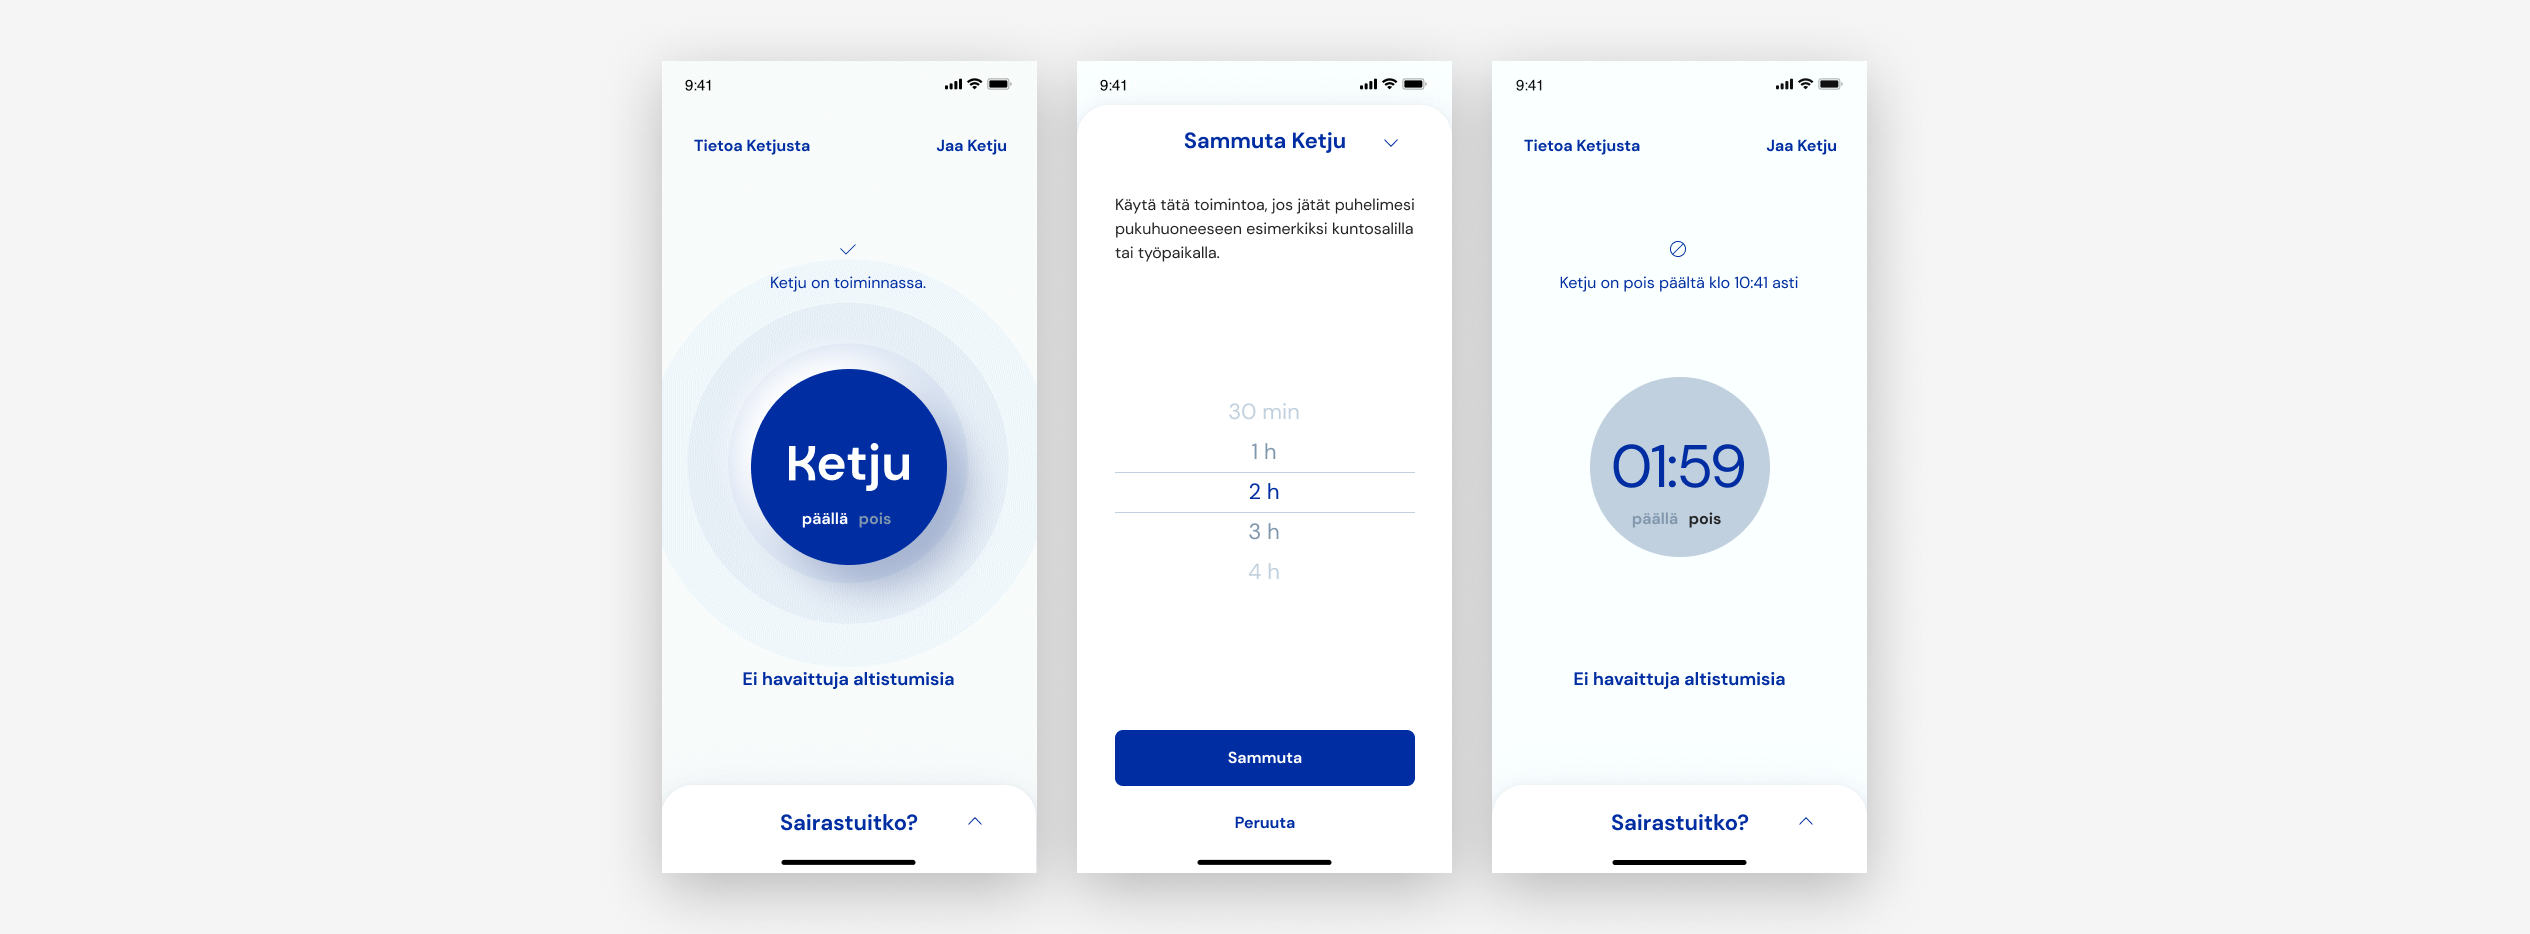 9:41
Tietoa Ketjusta
Jaa Ketju
Ketju on toiminnassa.
Ketju
päällä pois
Ei havaittuja altistumisia
Sairastuitko?
9:41
Sammuta Ketju
Käytä tätä toimintoa, jos jätät puhelimesi
pukuhuoneeseen esimerkiksi kuntosalilla
tai työpaikalla.
30 min
1 h
2 h
3 h
4 h
Sammuta
Peruuta
9:41
Tietoa Ketjusta
Jaa Ketju
Ketju on pois päältä klo 10:41 asti
01:59
päällä pois
Ei havaittuja altistumisia
Sairastuitko?